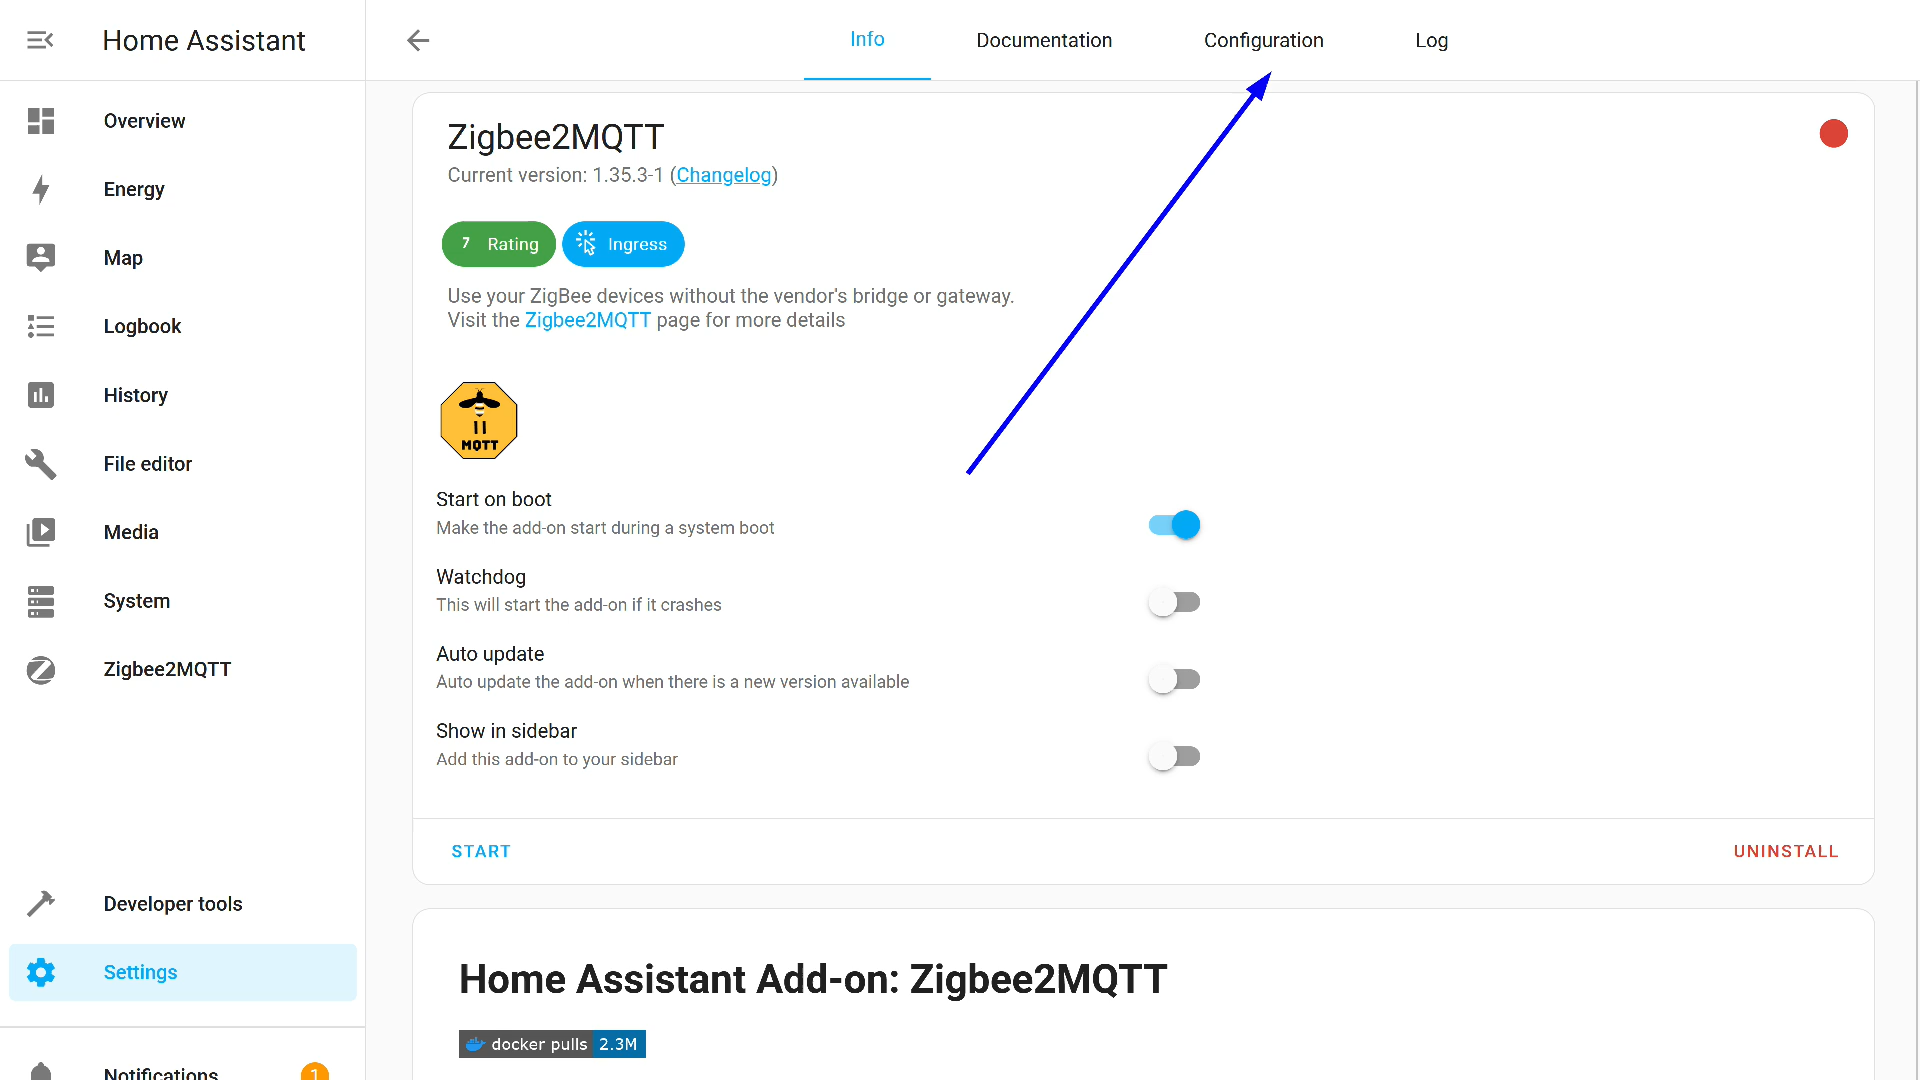 Home Assistant
Info
Documentation
Configuration
Log
Overview
Energy
Map
Logbook
History
File editor
Media
System
Zigbee2MQTT
Developer tools
Settings
Notifications
1
Zigbee2MQTT
Current version: 1.35.3-1 (Changelog)
7 Rating
Ingress
Use your ZigBee devices without the vendor's bridge or gateway.
Visit the Zigbee2MQTT page for more details
MQTT
Start on boot
Make the add-on start during a system boot
Watchdog
This will start the add-on if it crashes
Auto update
Auto update the add-on when there is a new version available
Show in sidebar
Add this add-on to your sidebar
START
UNINSTALL
Home Assistant Add-on: Zigbee2MQTT
docker pulls 2.3M